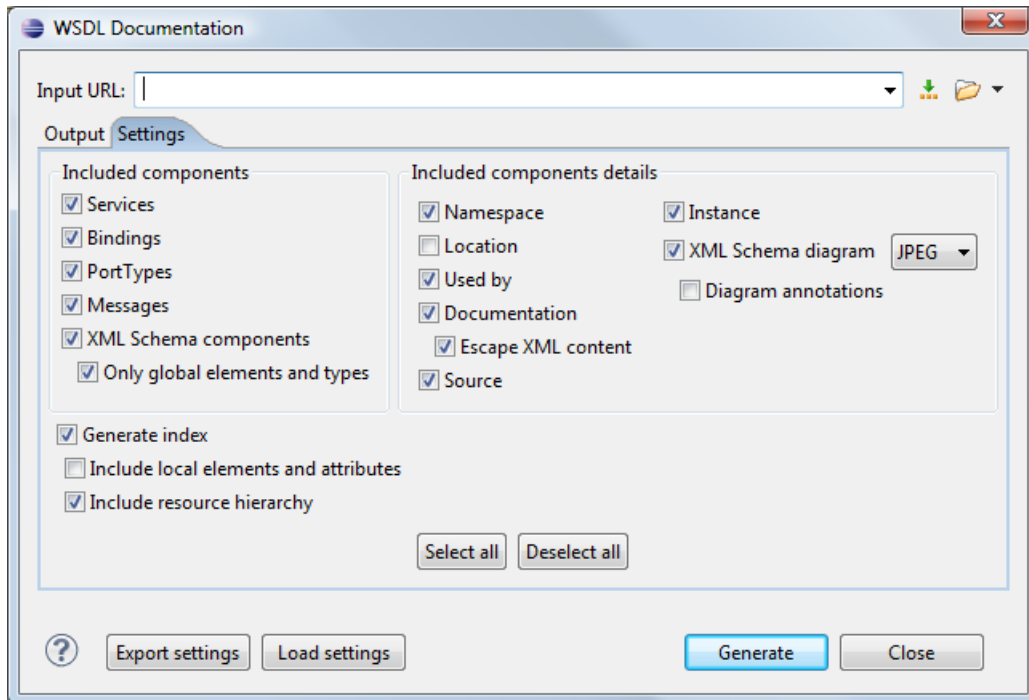 WSDL Documentation
Input URL:
Output Settings
Included components
Services
Bindings
PortTypes
Messages
XML Schema components
Only global elements and types
Included components details
Namespace
Location
Used by
Documentation
Escape XML content
Source
Instance
XML Schema diagram JPEG
Diagram annotations
Generate index
Include local elements and attributes
Include resource hierarchy
Select all Deselect all
? Export settings Load settings Generate Close